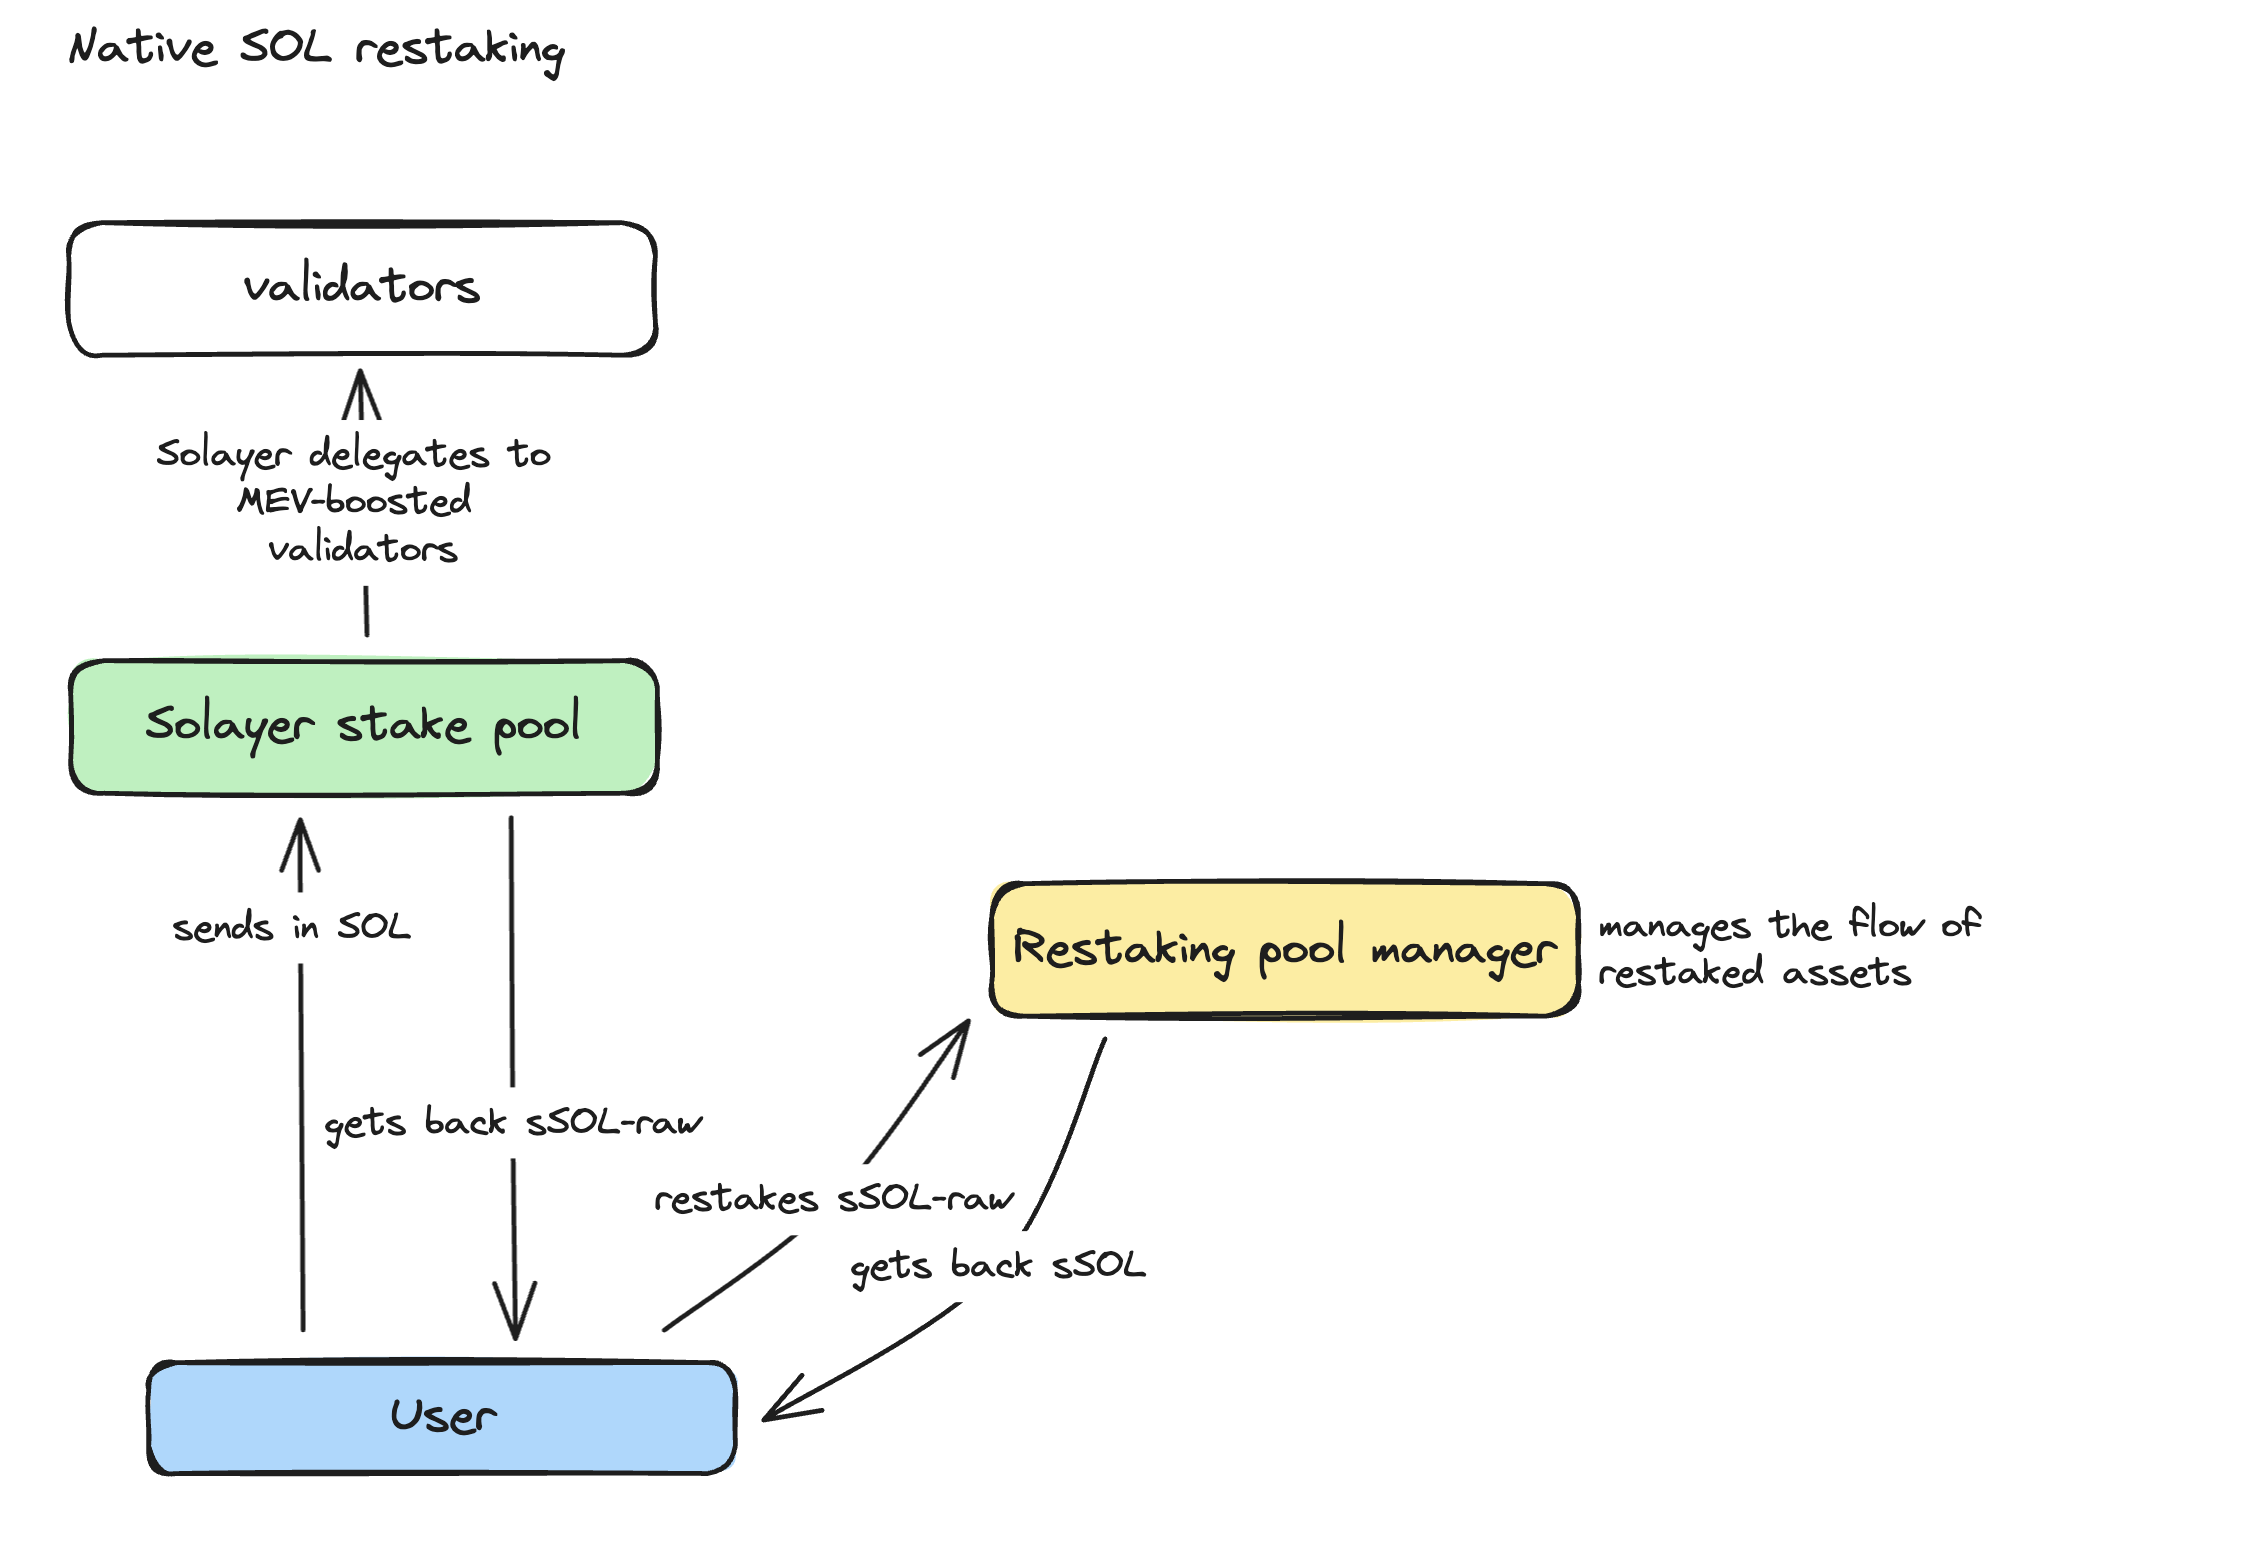 Native SOL restaking
validators
Solayer delegates to
MEV-boosted
validators
Solayer stake pool
sends in SOL
Restaking pool manager
manages the flow of
restaked assets
gets back sSOL-raw
restakes sSOL-raw
gets back sSOL
User